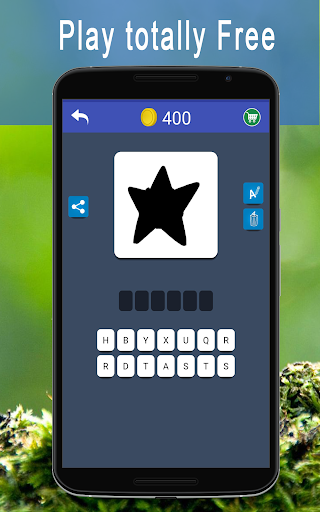 Play totally Free
400
A
H B Y X U Q R
R D T A S T S